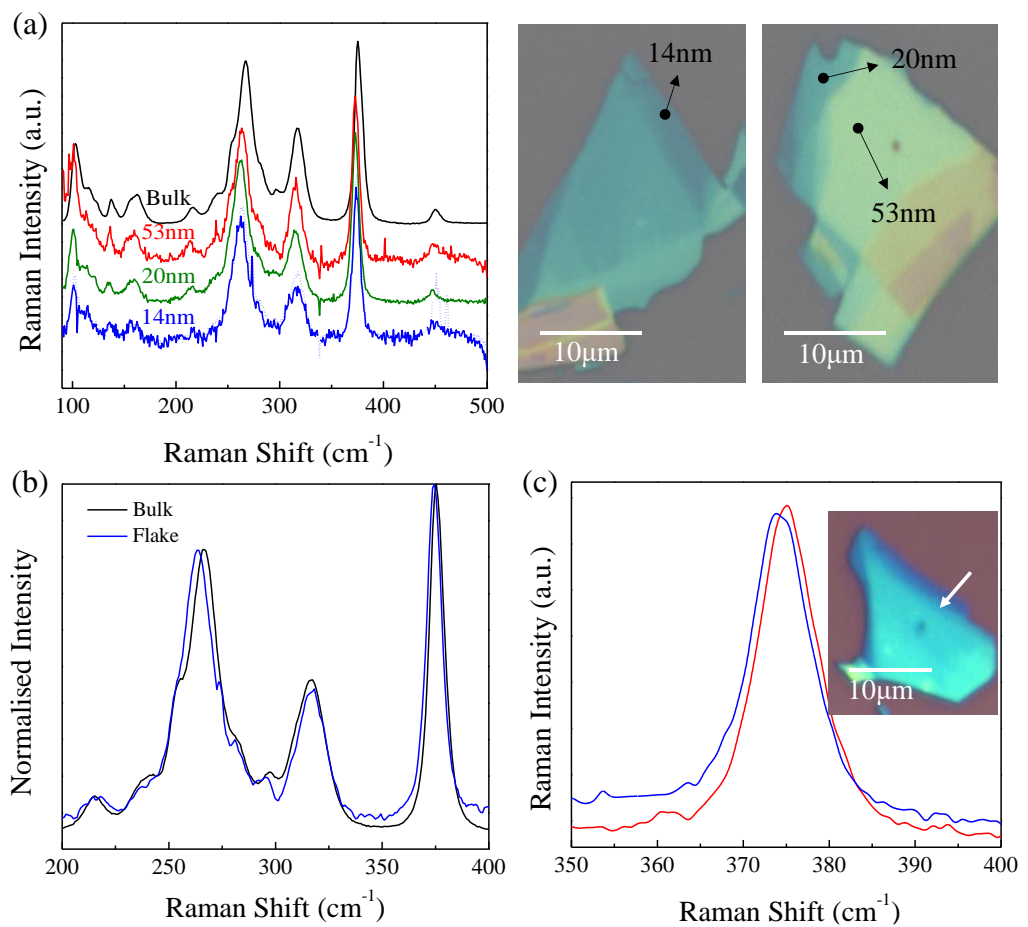 (a)
Raman Intensity (a.u.)
Bulk
53nm
20nm
14nm
100 200 300 400 500
Raman Shift (cm-1)
14nm
10μm
20nm
53nm
10μm
(b)
Normalised Intensity
Bulk
Flake
200 250 300 350 400
Raman Shift (cm-1)
(c)
Raman Intensity (a.u.)
10μm
350 360 370 380 390 400
Raman Shift (cm-1)